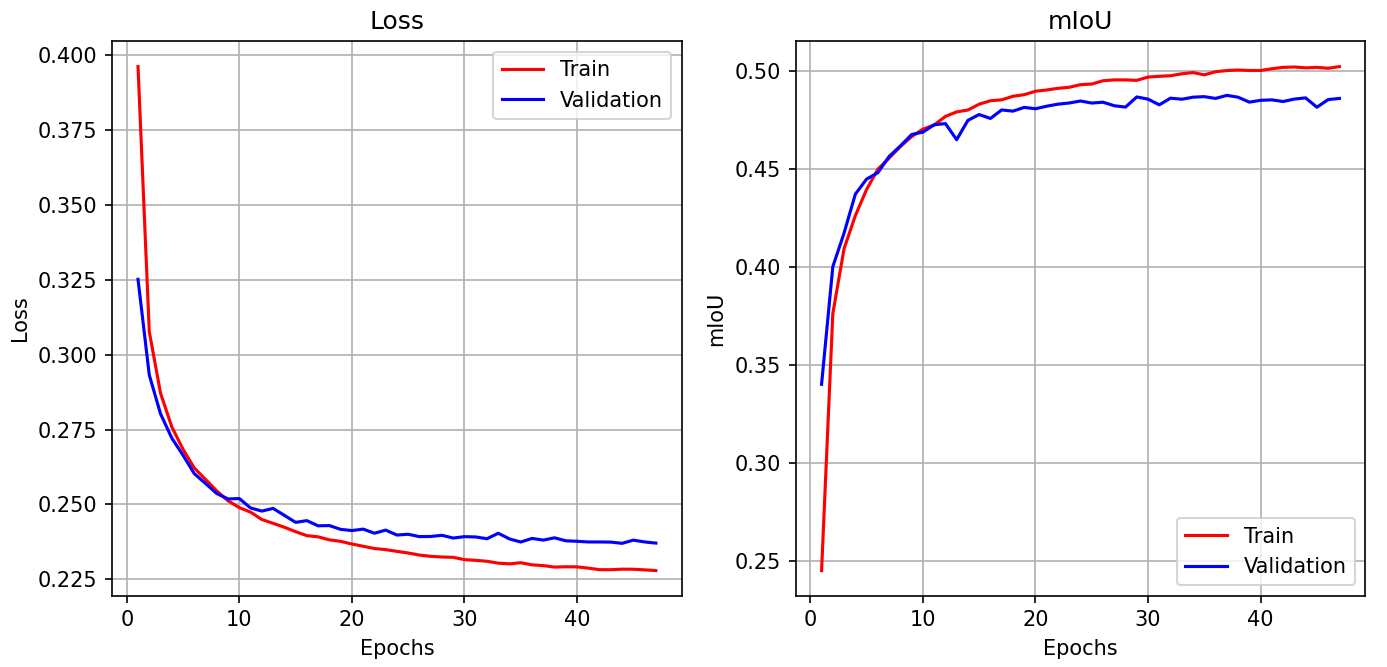 Loss
0.400
0.375
0.350
0.325
0.300
0.275
0.250
0.225
Loss
0 10 20 30 40
Epochs
Train
Validation
mIoU
0.50
0.45
0.40
0.35
0.30
0.25
mIoU
0 10 20 30 40
Epochs
Train
Validation